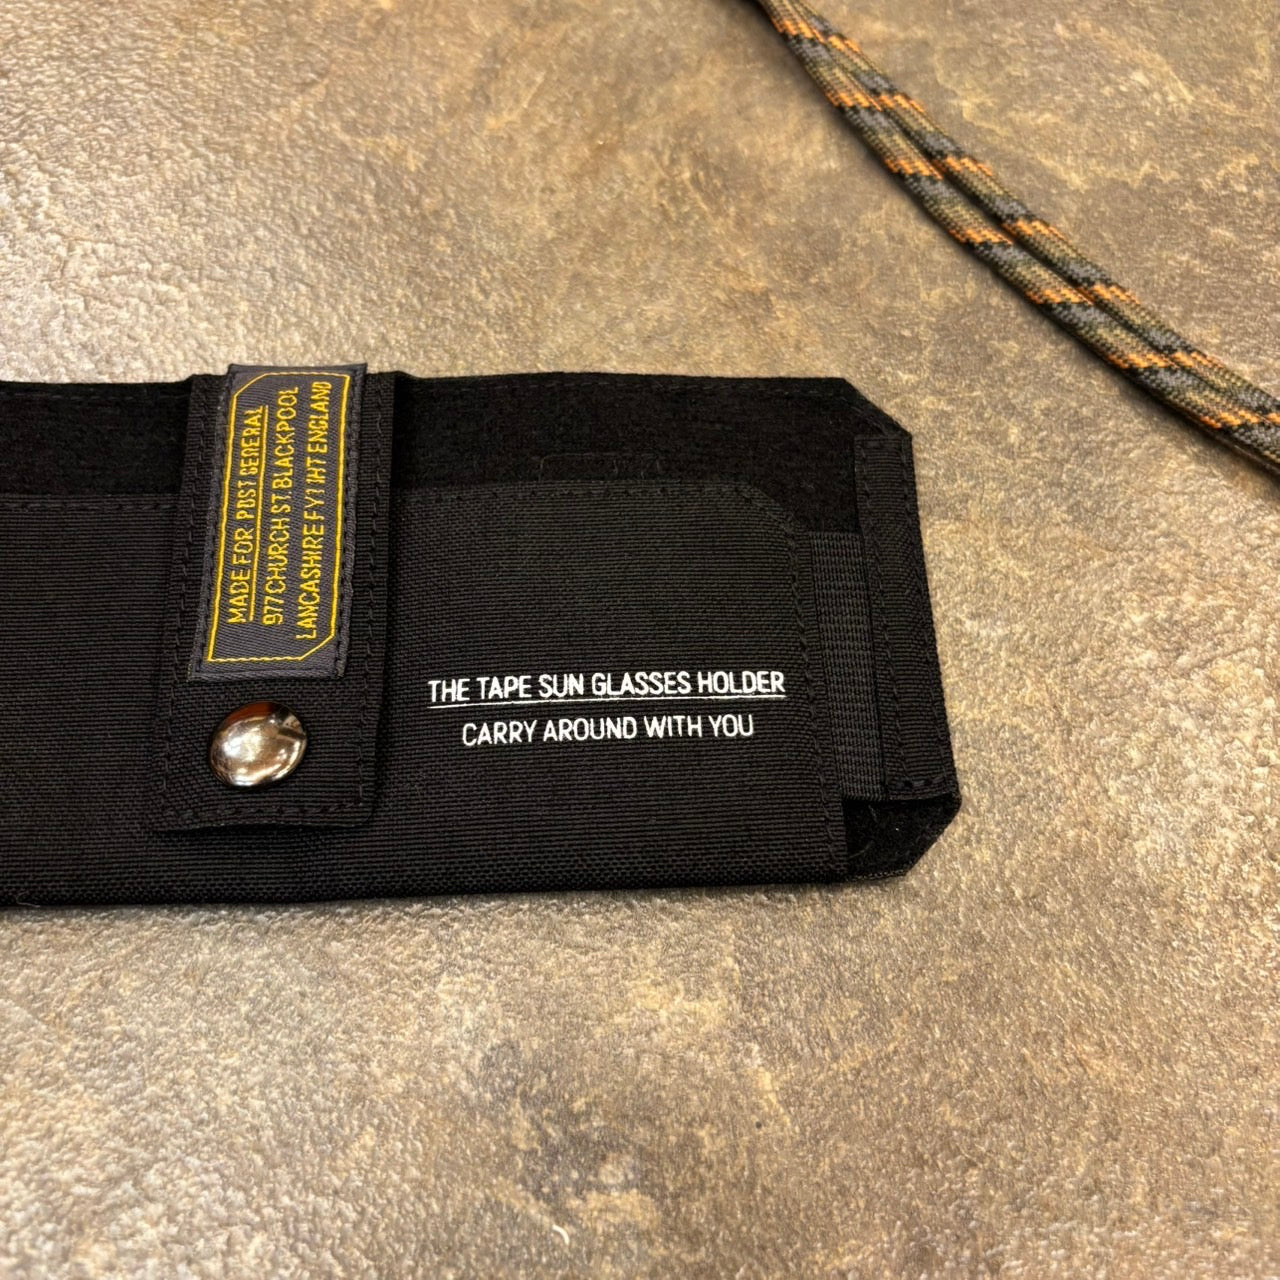 MADE FOR POST GENERAL
977 CHURCH ST. BLACKPOOL
LANCASHIRE FY1 1HT ENGLAND
THE TAPE SUN GLASSES HOLDER
CARRY AROUND WITH YOU